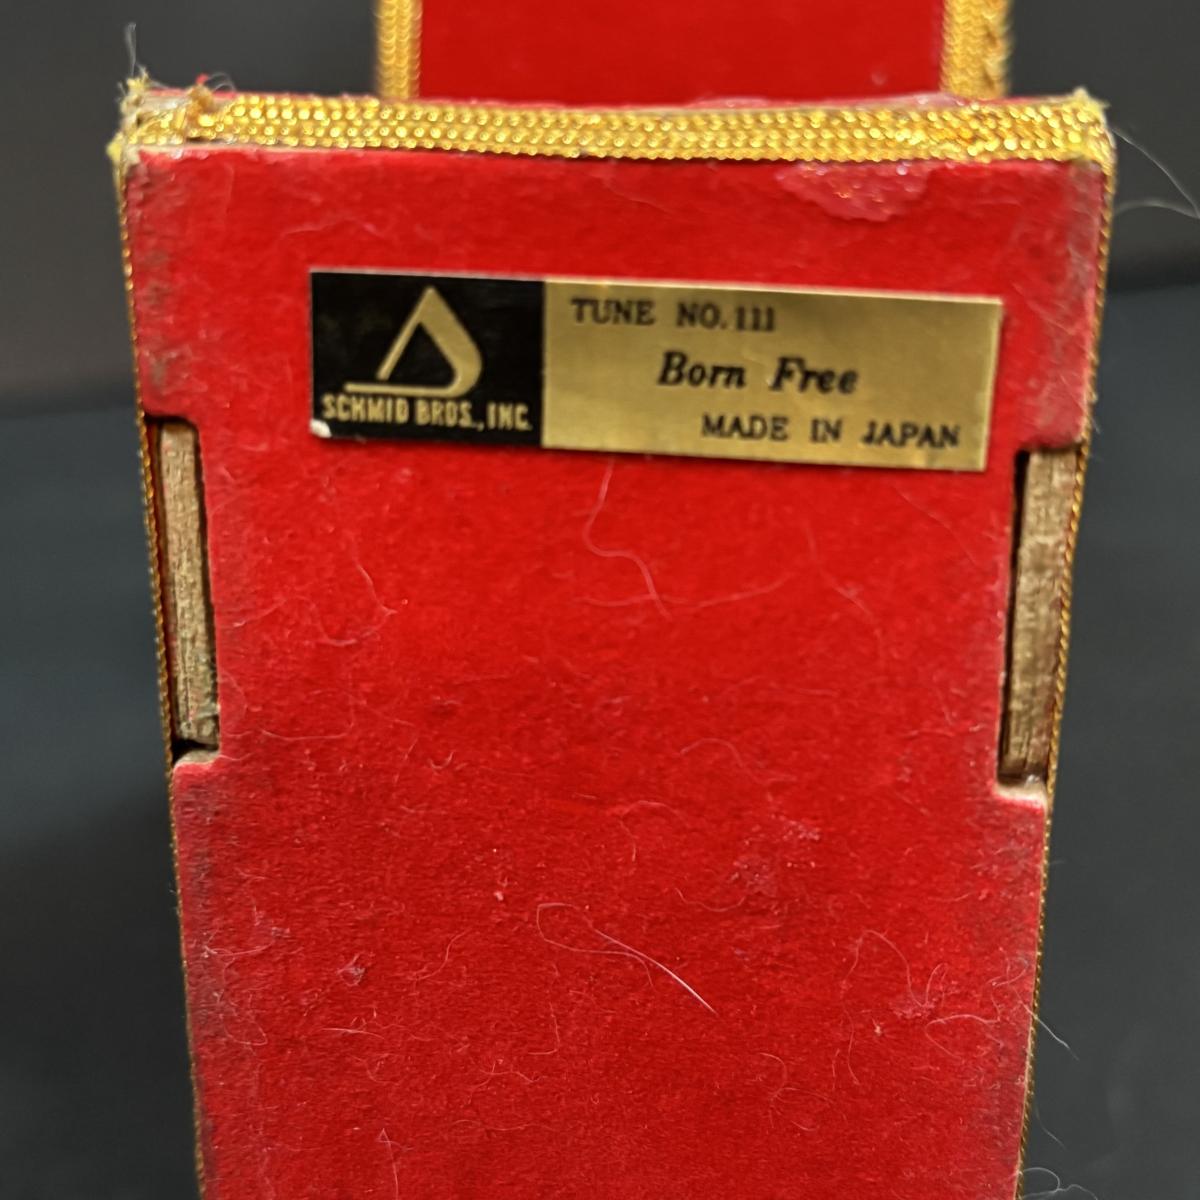 SCHMID BROS., INC.
TUNE NO. 111
Born Free
MADE IN JAPAN